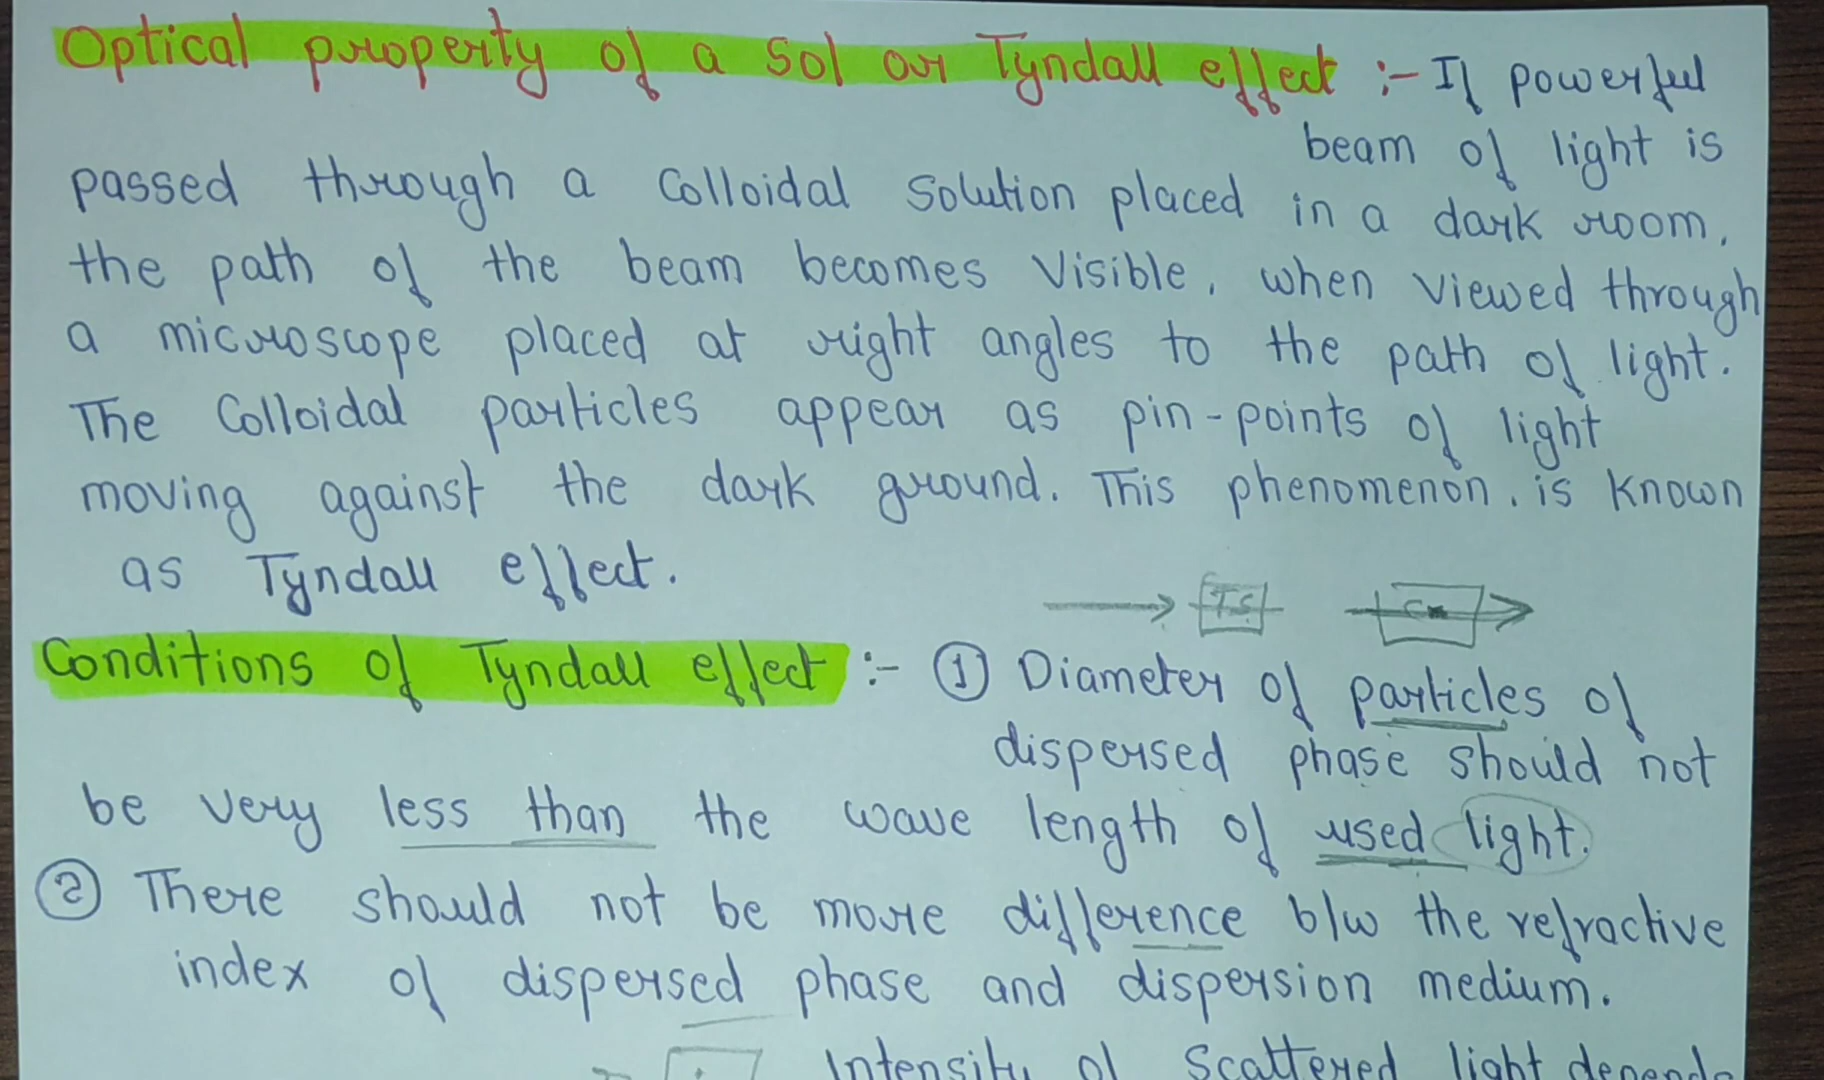 Optical property of a Sol or Tyndall effect :- If powerful
beam of light is
passed through a Colloidal Solution placed in a dark room,
the path of the beam becomes Visible, when viewed through
a microscope placed at right angles to the path of light.
The Colloidal particles appear as pin-points of light
moving against the dark ground. This phenomenon. is Known
as Tyndall effect.
T.S
Conditions of Tyndall effect :- ① Diameter of particles of
dispersed phase should not
be very less than the wave length of used light.
② There should not be more difference b/w the refractive
index of dispersed phase and dispersion medium.
Intensity of Scattered light depends